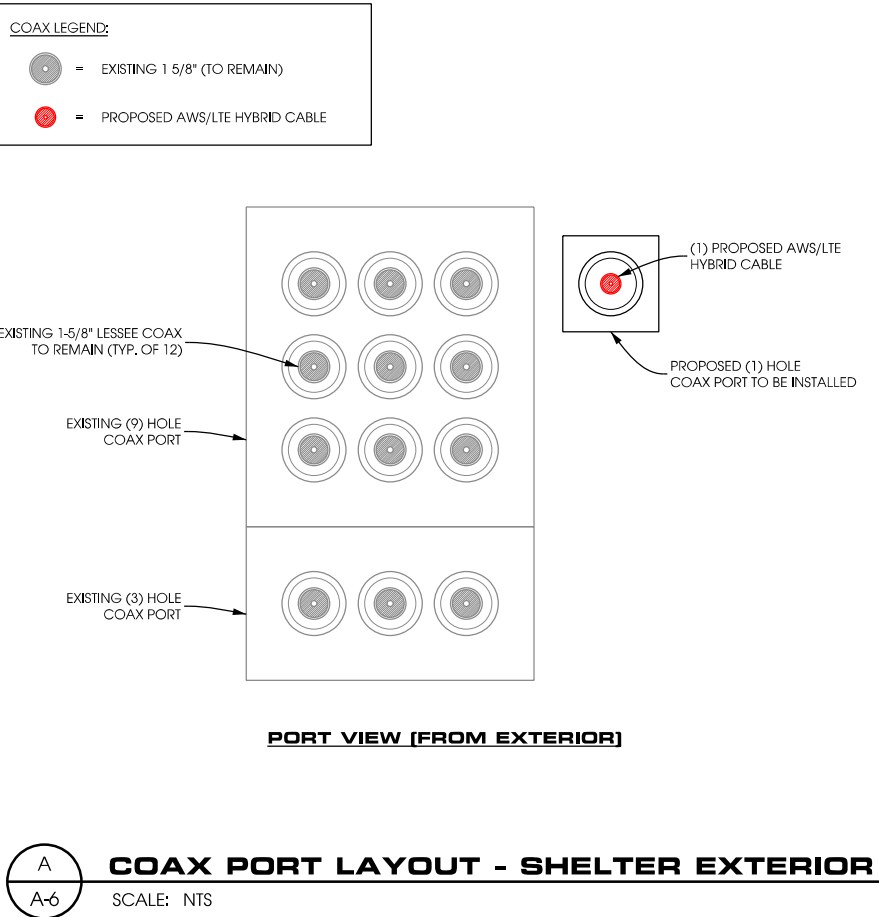 COAX LEGEND:
= EXISTING 1 5/8" (TO REMAIN)
= PROPOSED AWS/LTE HYBRID CABLE
(1) PROPOSED AWS/LTE
HYBRID CABLE
EXISTING 1-5/8" LESSEE COAX
TO REMAIN (TYP. OF 12)
PROPOSED (1) HOLE
COAX PORT TO BE INSTALLED
EXISTING (9) HOLE
COAX PORT
EXISTING (3) HOLE
COAX PORT
PORT VIEW (FROM EXTERIOR)
A
COAX PORT LAYOUT - SHELTER EXTERIOR
A-6
SCALE: NTS